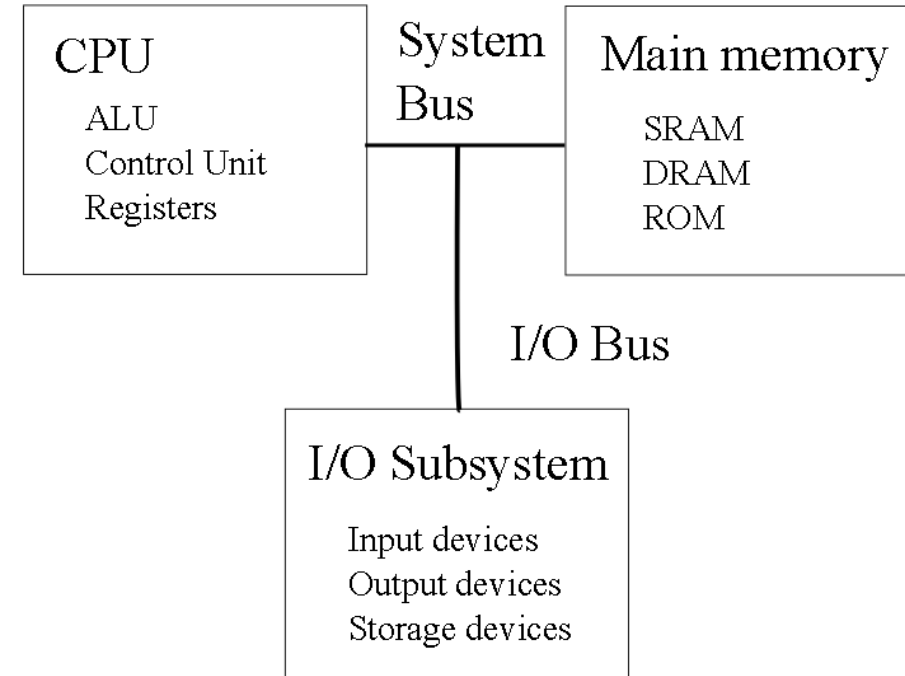 CPU
ALU
Control Unit
Registers
System
Bus
Main memory
SRAM
DRAM
ROM
I/O Bus
I/O Subsystem
Input devices
Output devices
Storage devices